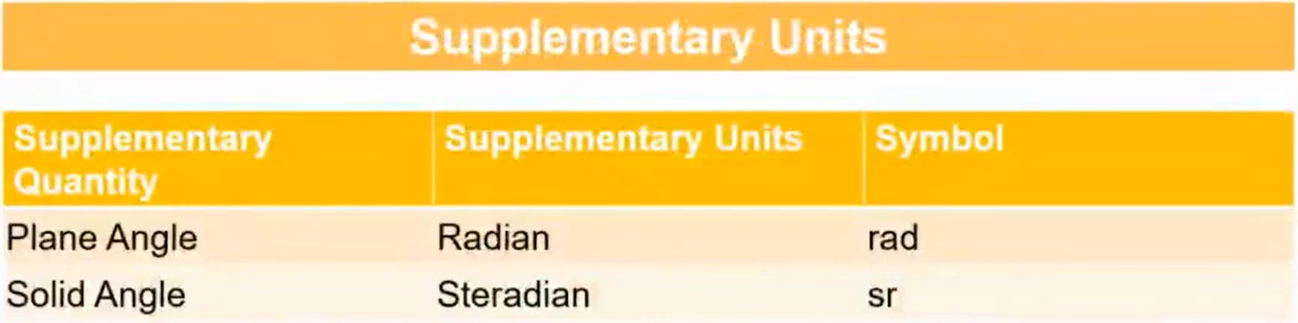 Supplementary Units
Supplementary Quantity Supplementary Units Symbol
Plane Angle Radian rad
Solid Angle Steradian sr